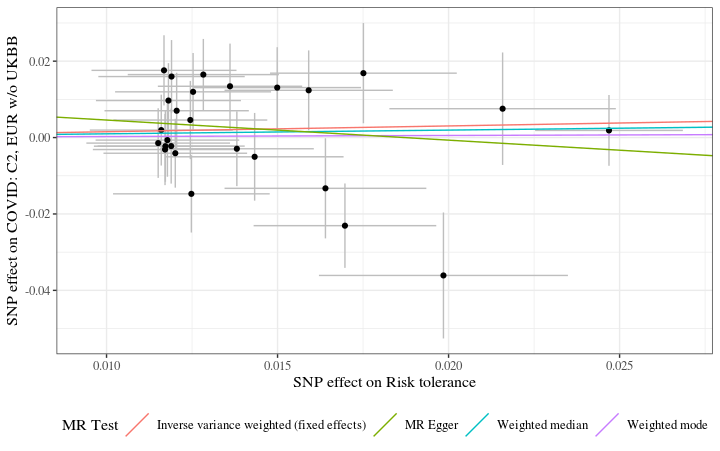 SNP effect on COVID: C2, EUR w/o UKBB
0.02
0.00
-0.02
-0.04
0.010
0.015
0.020
0.025
SNP effect on Risk tolerance
MR Test
Inverse variance weighted (fixed effects)
MR Egger
Weighted median
Weighted mode